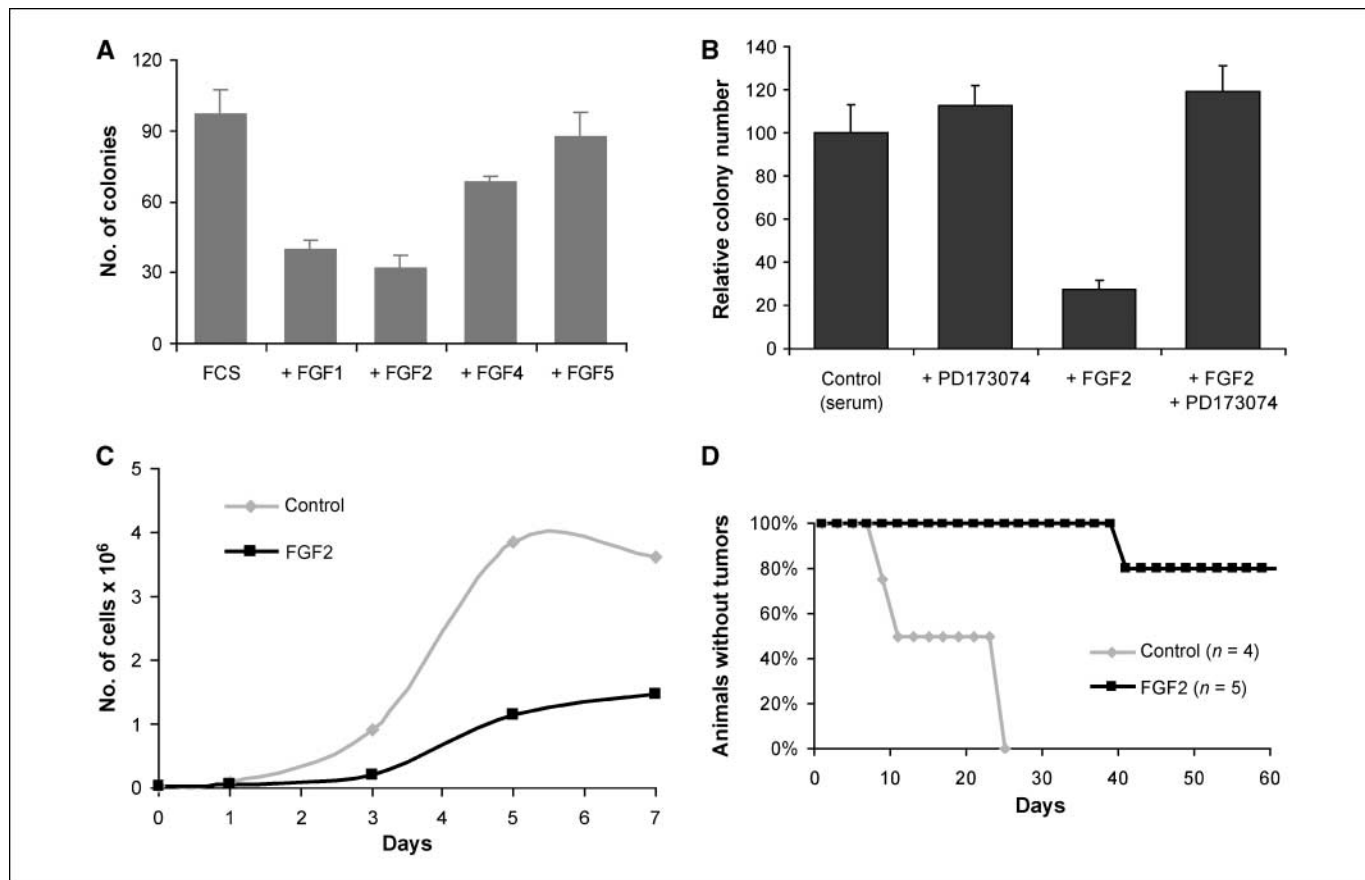 A
No. of colonies
120
90
60
30
0
FCS
+ FGF1
+ FGF2
+ FGF4
+ FGF5
B
Relative colony number
140
120
100
80
60
40
20
0
Control
(serum)
+ PD173074
+ FGF2
+ FGF2
+ PD173074
C
No. of cells x 10⁶
5
4
3
2
1
0
Control
FGF2
0
1
2
3
4
5
6
7
Days
D
Animals without tumors
100%
80%
60%
40%
20%
0%
Control (n = 4)
FGF2 (n = 5)
0
10
20
30
40
50
60
Days